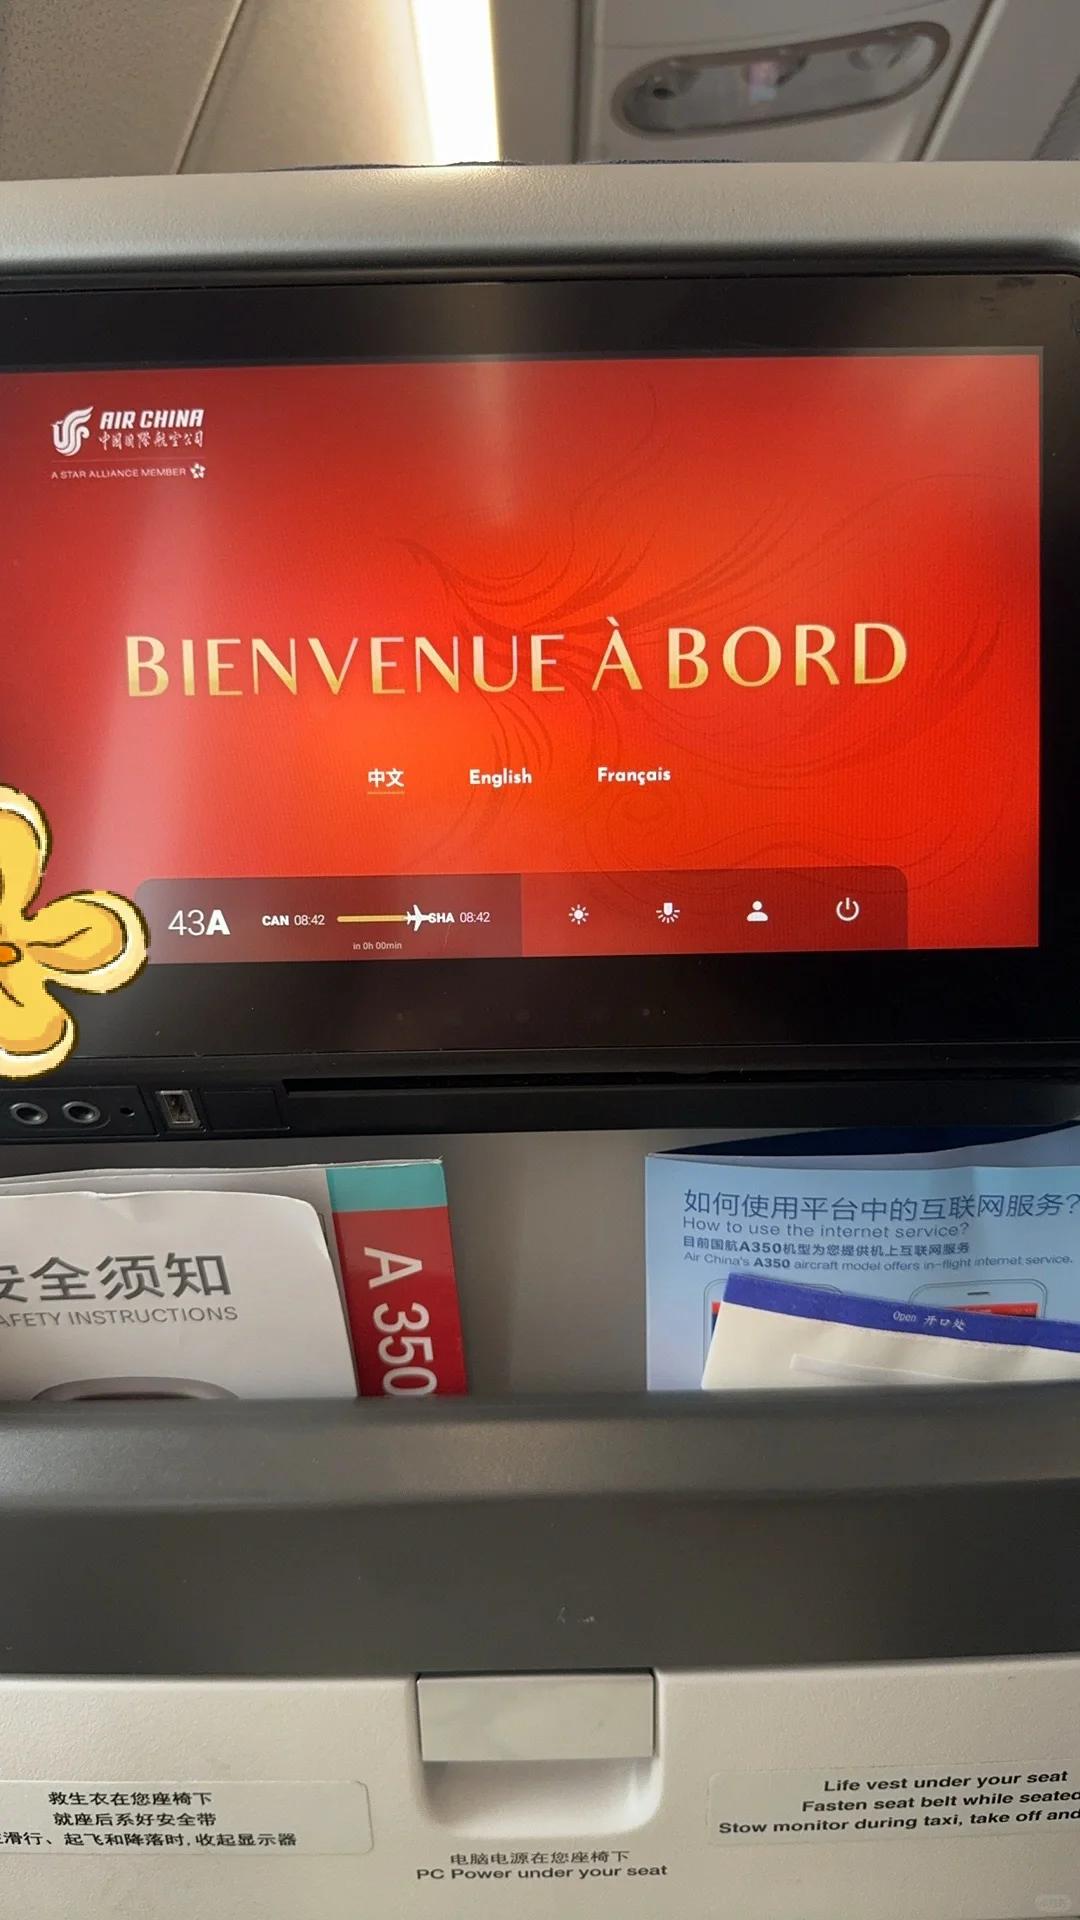 AIR CHINA
中国国际航空公司
A STAR ALLIANCE MEMBER
BIENVENUE À BORD
中文 English Français
43A CAN 08:42 SHA 08:42
in 0h 00min
安全须知
AFETY INSTRUCTIONS
A 350
如何使用平台中的互联网服务?
How to use the internet service?
目前国航A350机型为您提供机上互联网服务
Air China's A350 aircraft model offers in-flight internet service.
Open 开口处
救生衣在您座椅下
就座后系好安全带
滑行、起飞和降落时,收起显示器
电脑电源在您座椅下
PC Power under your seat
Life vest under your seat
Fasten seat belt while seated
Stow monitor during taxi, take off and